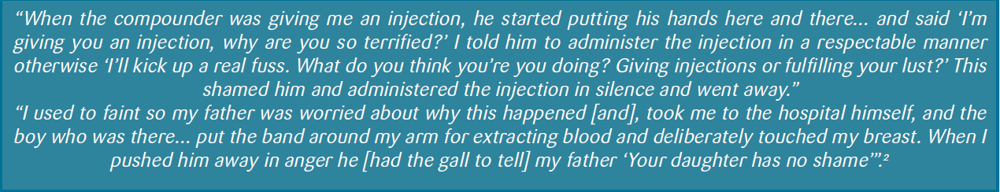 “When the compounder was giving me an injection, he started putting his hands here and there... and said ‘I’m
giving you an injection, why are you so terrified?’ I told him to administer the injection in a respectable manner
otherwise ‘I’ll kick up a real fuss. What do you think you’re you doing? Giving injections or fulfilling your lust?’ This
shamed him and administered the injection in silence and went away.”
“I used to faint so my father was worried about why this happened [and], took me to the hospital himself, and the
boy who was there... put the band around my arm for extracting blood and deliberately touched my breast. When I
pushed him away in anger he [had the gall to tell] my father ‘Your daughter has no shame’”.²